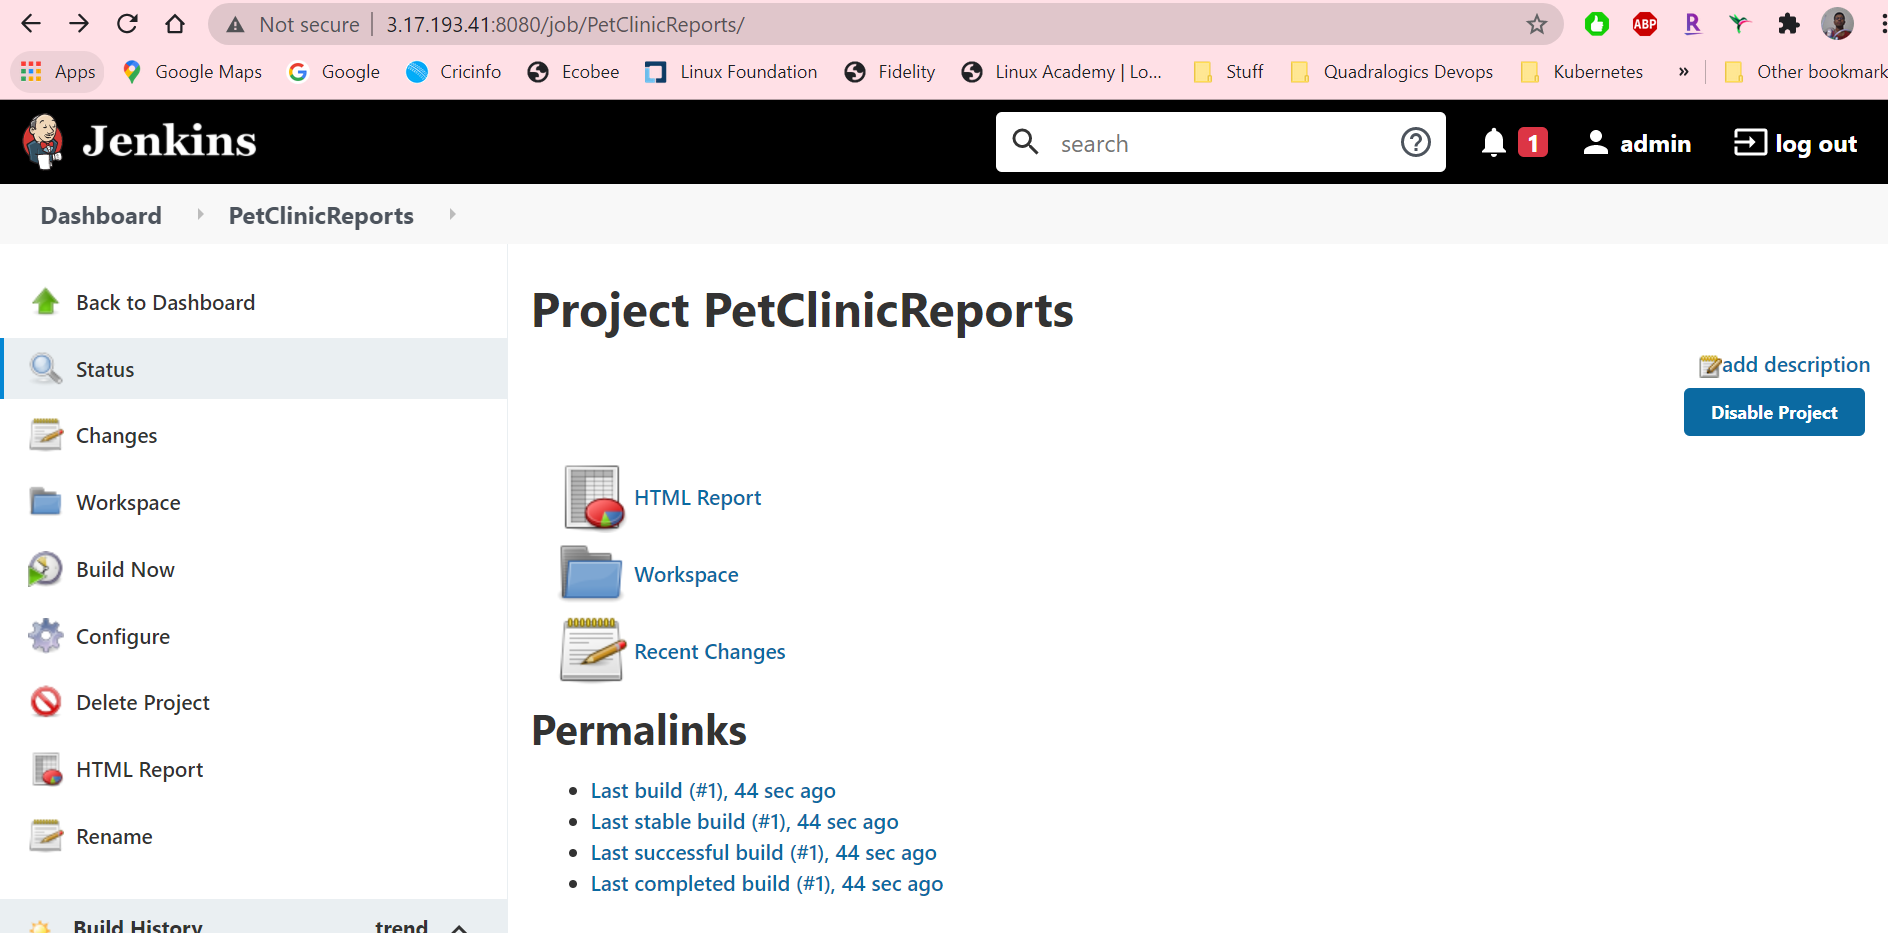 Not secure | 3.17.193.41:8080/job/PetClinicReports/ ABP R
Apps Google Maps Google Cricinfo Ecobee Linux Foundation Fidelity Linux Academy | Lo... Stuff Quadralogics Devops Kubernetes » Other bookmark
Jenkins search 1 admin log out
Dashboard PetClinicReports
Back to Dashboard
Status
Changes
Workspace
Build Now
Configure
Delete Project
HTML Report
Rename
Build History trend
Project PetClinicReports
add description
Disable Project
HTML Report
Workspace
Recent Changes
Permalinks
Last build (#1), 44 sec ago
Last stable build (#1), 44 sec ago
Last successful build (#1), 44 sec ago
Last completed build (#1), 44 sec ago